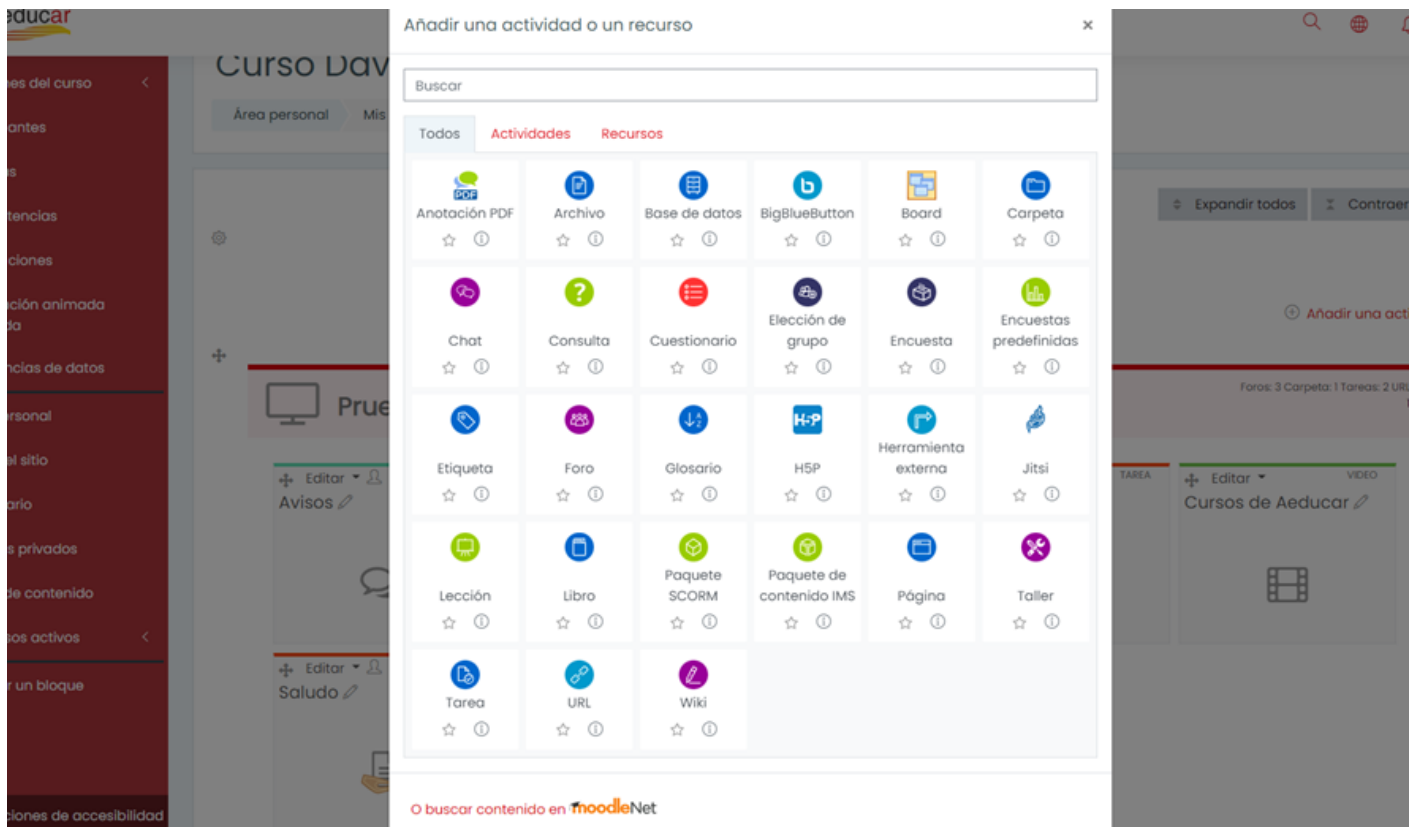 educar
Añadir una actividad o un recurso
×
Curso Dav
Buscar
nes del curso
Área personal
Mis
antes
Todos
Actividades
Recursos
as
PDF
Anotación PDF
Archivo
Base de datos
BigBlueButton
Board
Carpeta
tencias
Expandir todos
Contraer
ciones
ación animada
da
Añadir una acti
Chat
Consulta
Cuestionario
Elección de
grupo
Encuesta
Encuestas
predefinidas
ncias de datos
Foros: 3 Carpeta: 1 Tareas: 2 URL
Prue
ersonal
H5P
Etiqueta
Foro
Glosario
H5P
Herramienta
externa
Jitsi
el sitio
Editar
TAREA
Editar
VIDEO
Avisos
Cursos de Aeducar
ario
s privados
de contenido
Lección
Libro
Paquete
SCORM
Paquete de
contenido IMS
Página
Taller
sos activos
Editar
Saludo
r un bloque
Tarea
URL
Wiki
O buscar contenido en moodleNet
ciones de accesibilidad